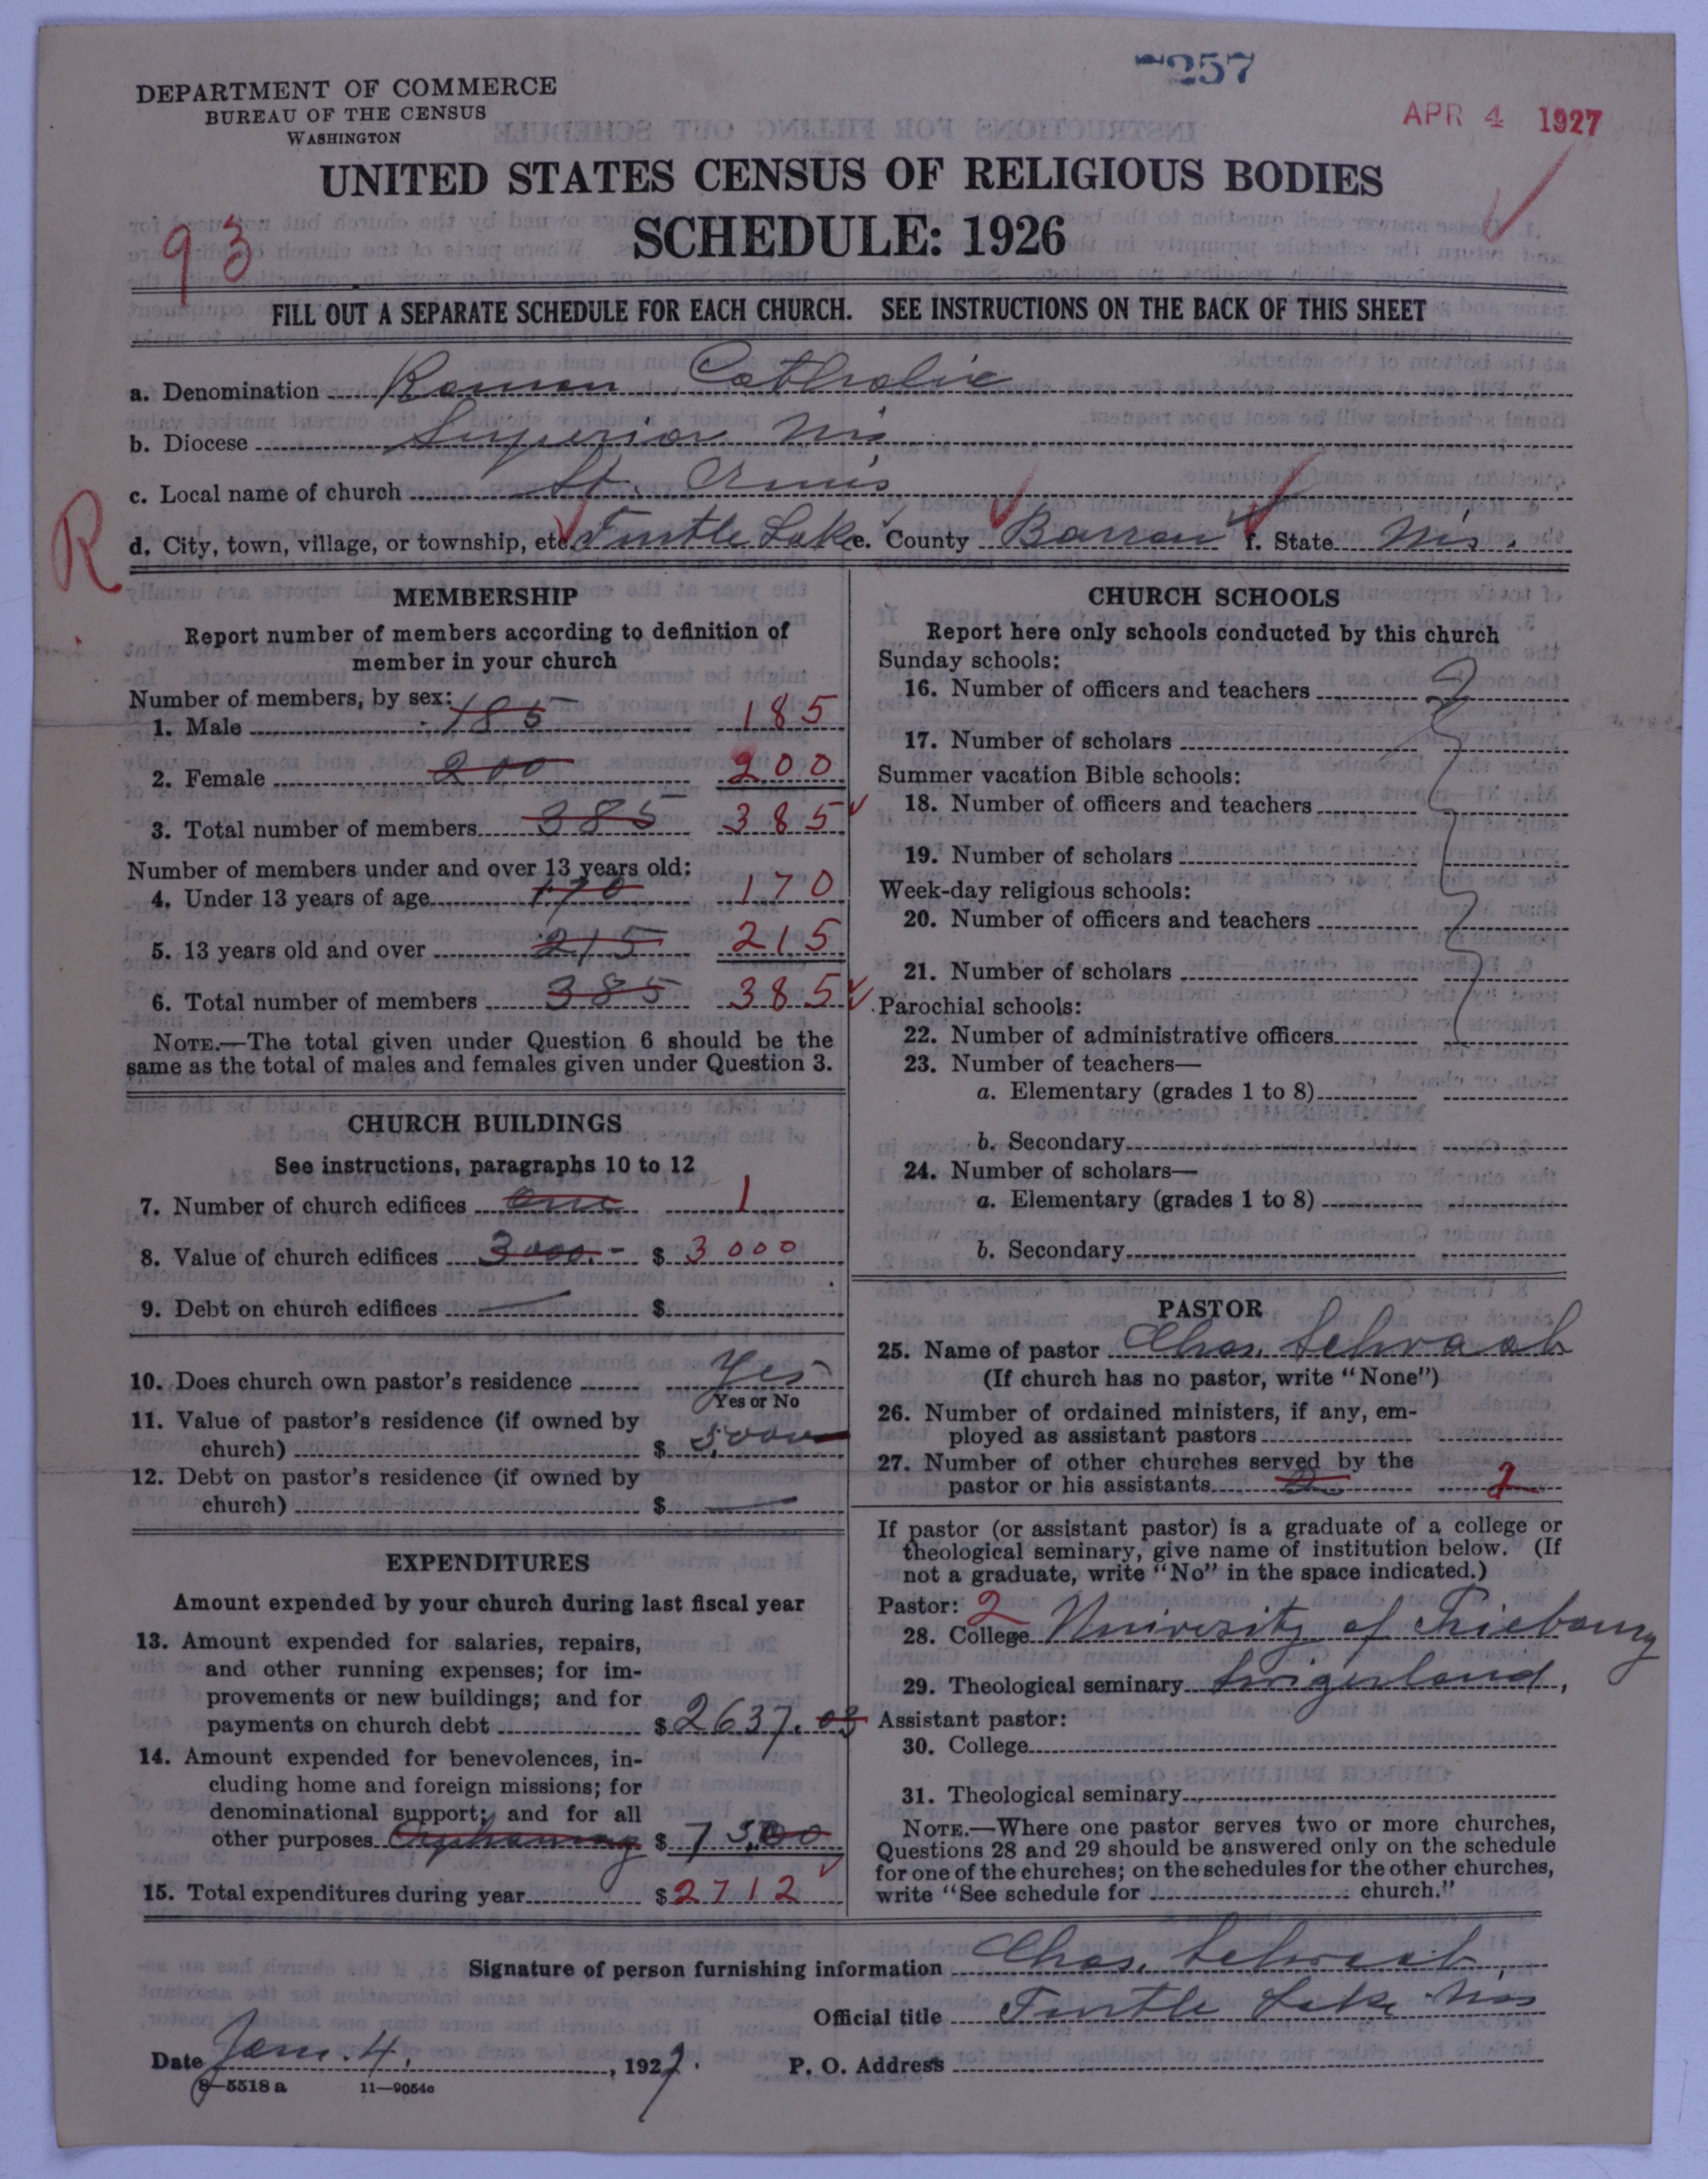 257
APR 4 1927
DEPARTMENT OF COMMERCE
BUREAU OF THE CENSUS
WASHINGTON
UNITED STATES CENSUS OF RELIGIOUS BODIES
SCHEDULE: 1926
93
FILL OUT A SEPARATE SCHEDULE FOR EACH CHURCH. SEE INSTRUCTIONS ON THE BACK OF THIS SHEET
a. Denomination Roman Catholic
b. Diocese Superior Wis
c. Local name of church St. Ann's
R
d. City, town, village, or township, etc. Turtle Lake e. County Barron f. State Wis.
MEMBERSHIP
Report number of members according to definition of
member in your church
Number of members, by sex:
1. Male 185 185
2. Female 200 200
3. Total number of members 385 385
Number of members under and over 13 years old:
4. Under 13 years of age 170 170
5. 13 years old and over 215 215
6. Total number of members 385 385
NOTE.—The total given under Question 6 should be the
same as the total of males and females given under Question 3.
CHURCH BUILDINGS
See instructions, paragraphs 10 to 12
7. Number of church edifices one 1
8. Value of church edifices 3000.- $ 3000
9. Debt on church edifices — $
10. Does church own pastor's residence Yes
Yes or No
11. Value of pastor's residence (if owned by
church) $ 5000
12. Debt on pastor's residence (if owned by
church) $ —
EXPENDITURES
Amount expended by your church during last fiscal year
13. Amount expended for salaries, repairs,
and other running expenses; for im-
provements or new buildings; and for
payments on church debt $ 2637.03
14. Amount expended for benevolences, in-
cluding home and foreign missions; for
denominational support; and for all
other purposes $ 75.00
15. Total expenditures during year $ 2712
CHURCH SCHOOLS
Report here only schools conducted by this church
Sunday schools:
16. Number of officers and teachers
17. Number of scholars
Summer vacation Bible schools:
18. Number of officers and teachers
19. Number of scholars
Week-day religious schools:
20. Number of officers and teachers
21. Number of scholars
Parochial schools:
22. Number of administrative officers
23. Number of teachers—
a. Elementary (grades 1 to 8)
b. Secondary
24. Number of scholars—
a. Elementary (grades 1 to 8)
b. Secondary
PASTOR
25. Name of pastor Chas. Schwaab
(If church has no pastor, write "None")
26. Number of ordained ministers, if any, em-
ployed as assistant pastors
27. Number of other churches served by the
pastor or his assistants 2 2
If pastor (or assistant pastor) is a graduate of a college or
theological seminary, give name of institution below. (If
not a graduate, write "No" in the space indicated.)
Pastor: 2
28. College University of Friebourg
29. Theological seminary
Assistant pastor:
30. College
31. Theological seminary
NOTE.—Where one pastor serves two or more churches,
Questions 28 and 29 should be answered only on the schedule
for one of the churches; on the schedules for the other churches,
write "See schedule for church."
Signature of person furnishing information Chas. Schwaab
Official title Turtle Lake Wis
Date Jan. 4, 1927. P. O. Address
8—5518 a 11—9054c